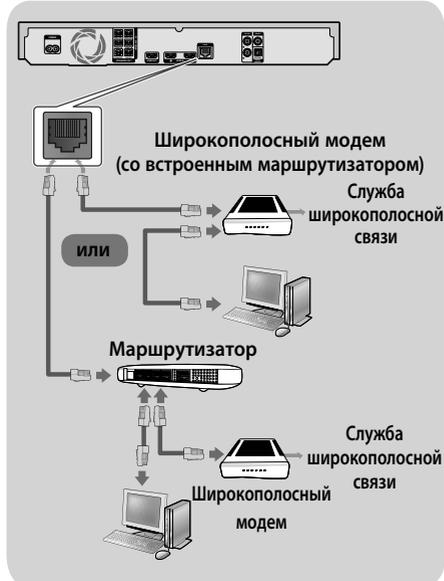 Широкополосный модем
(со встроенным маршрутизатором)
Служба
широкополосной
связи
или
Маршрутизатор
Служба
широкополосной
связи
Широкополосный
модем